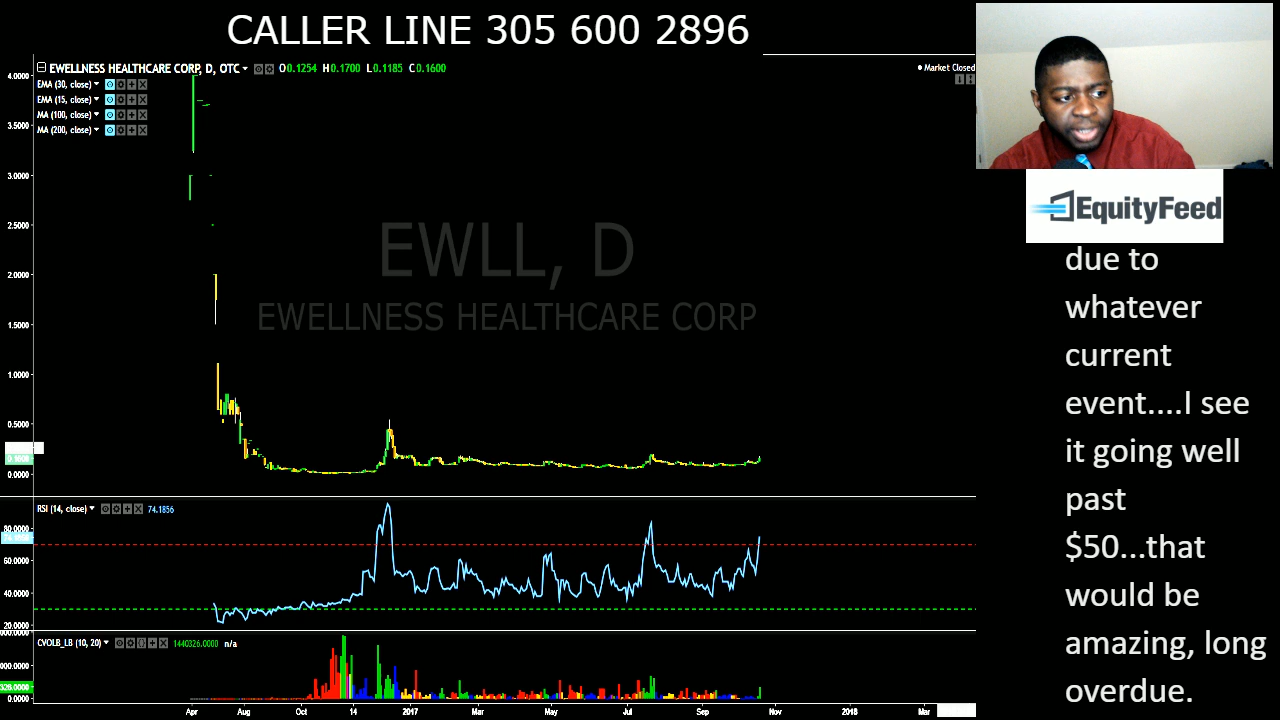 CALLER LINE 305 600 2896
EWELLNESS HEALTHCARE CORP, D, OTC O0.1254 H0.1700 L0.1185 C0.1600
Market Closed
EMA (30, close)
EMA (15, close)
MA (100, close)
MA (200, close)
4.0000
3.5000
3.0000
2.5000
2.0000
1.5000
1.0000
0.5000
0.0000
EWLL, D
EWELLNESS HEALTHCARE CORP
RSI (14, close) 74.1856
80.0000
60.0000
40.0000
20.0000
CVOLB_LB (10, 20) 1440326.0000 n/a
0.0000
Apr Aug Oct 14 2017 Mar May Jul Sep Nov 2018 Mar
EquityFeed
due to
whatever
current
event....I see
it going well
past
$50...that
would be
amazing, long
overdue.